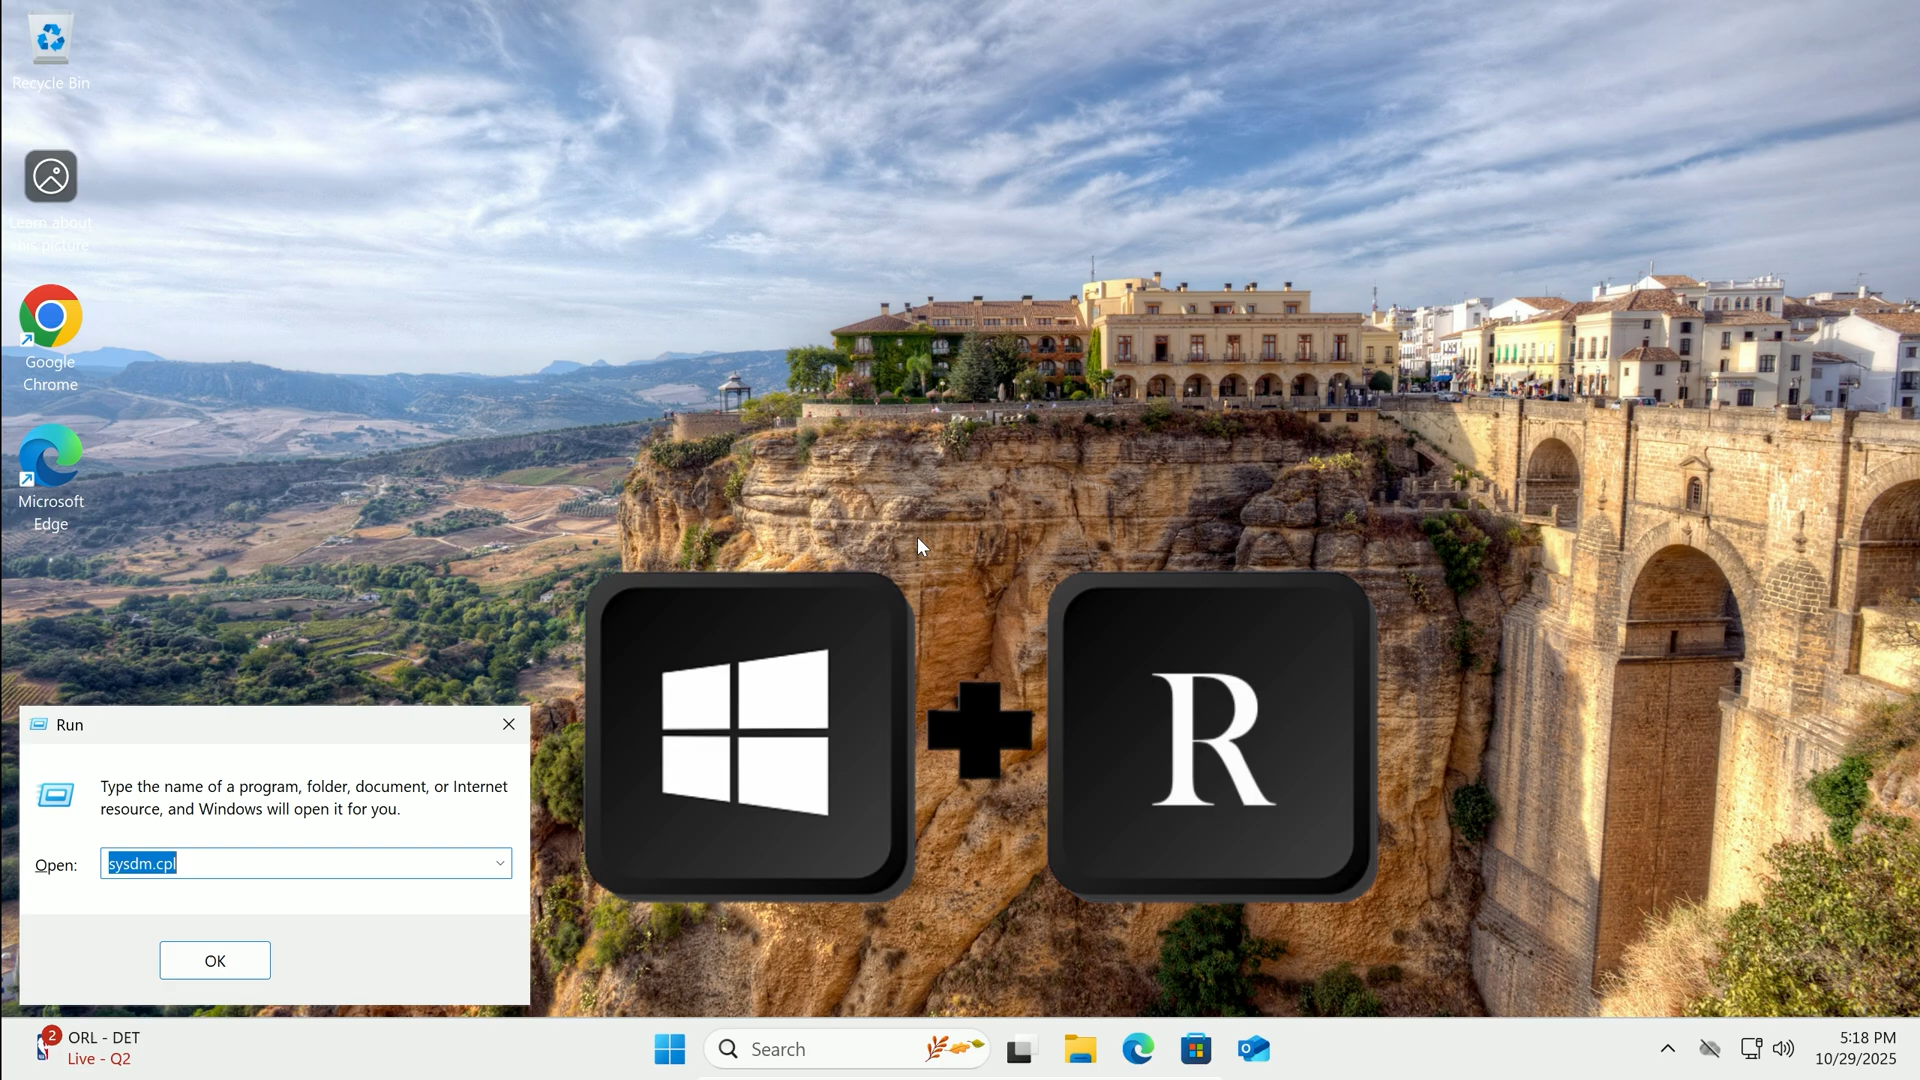 Recycle Bin
Learn about
this picture
Google
Chrome
Microsoft
Edge
R
Run
Type the name of a program, folder, document, or Internet
resource, and Windows will open it for you.
Open:
sysdm.cpl
OK
2
ORL - DET
Live - Q2
Search
5:18 PM
10/29/2025